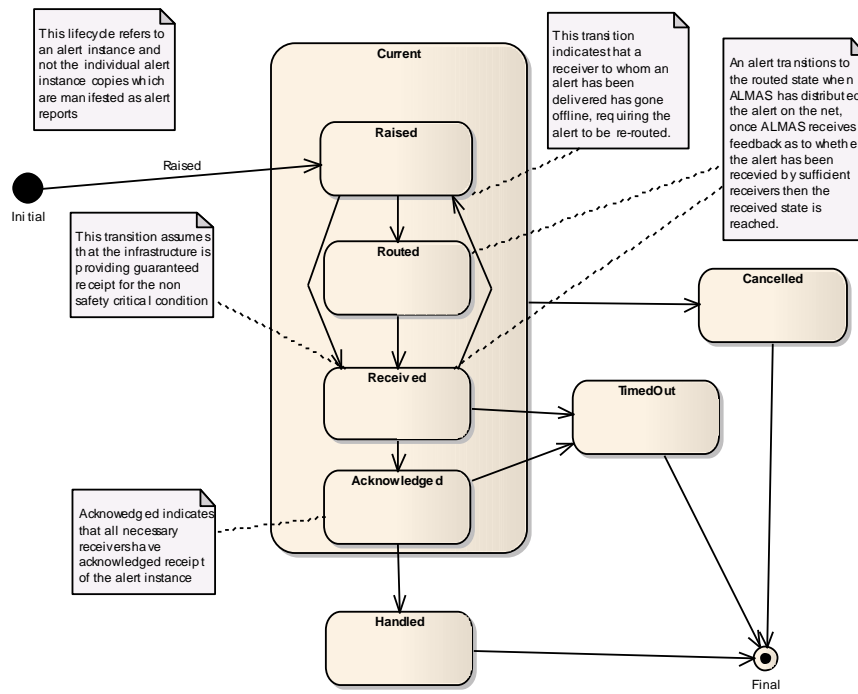 This lifecycle refers to
an alert instance and
not the individual alert
instance copies which
are manifested as alert
reports
Current
This transition
indicates that a
receiver to whom an
alert has been
delivered has gone
offline, requiring the
alert to be re-routed.
An alert transitions to
the routed state when
ALMAS has distributed
the alert on the net,
once ALMAS receives
feedback as to whethe
the alert has been
recevied by sufficient
receivers then the
received state is
reached.
Raised
Raised
Initial
This transition assumes
that the infrastructure is
providing guaranteed
receipt for the non
safety critical condition
Routed
Cancelled
Received
TimedOut
Acknowledged
Acknowedged indicates
that all necessary
receivers have
acknowledged receipt
of the alert instance
Handled
Final